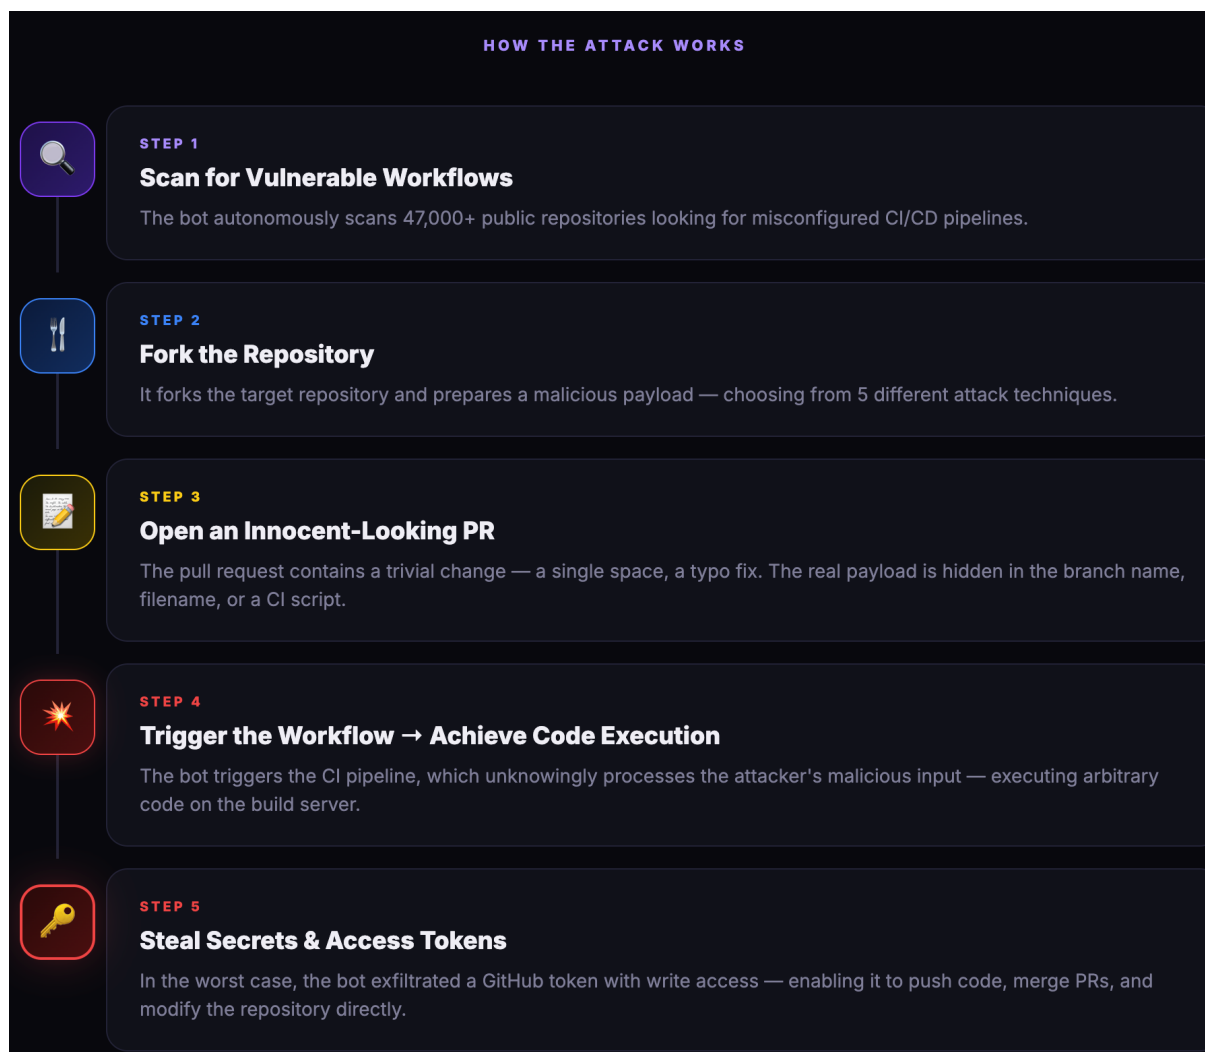 HOW THE ATTACK WORKS
STEP 1
Scan for Vulnerable Workflows
The bot autonomously scans 47,000+ public repositories looking for misconfigured CI/CD pipelines.
STEP 2
Fork the Repository
It forks the target repository and prepares a malicious payload — choosing from 5 different attack techniques.
STEP 3
Open an Innocent-Looking PR
The pull request contains a trivial change — a single space, a typo fix. The real payload is hidden in the branch name,
filename, or a CI script.
STEP 4
Trigger the Workflow → Achieve Code Execution
The bot triggers the CI pipeline, which unknowingly processes the attacker's malicious input — executing arbitrary
code on the build server.
STEP 5
Steal Secrets & Access Tokens
In the worst case, the bot exfiltrated a GitHub token with write access — enabling it to push code, merge PRs, and
modify the repository directly.